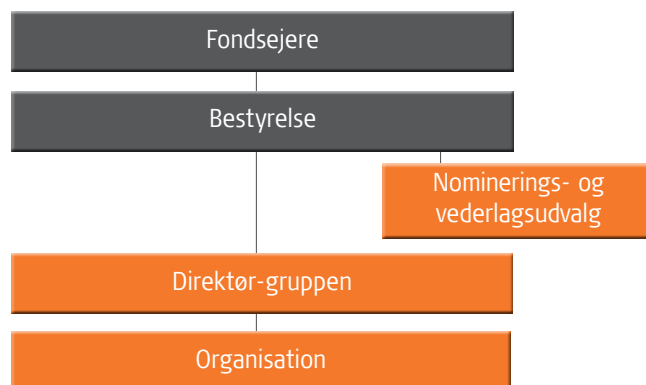 Fondsejere
Bestyrelse
Nominerings- og
vederlagsudvalg
Direktør-gruppen
Organisation